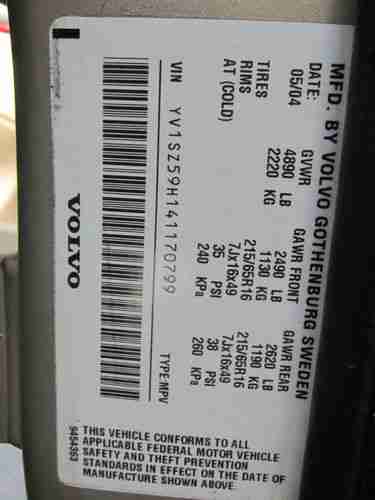 MFD. BY VOLVO GOTHENBURG SWEDEN
DATE: GVWR GAWR FRONT GAWR REAR
05/04 4890 LB 2490 LB 2620 LB
2220 KG 1130 KG 1190 KG
TIRES 215/65R16 215/65R16
RIMS 7Jx16x49 7Jx16x49
AT (COLD) 35 PSI 38 PSI
240 KPa 260 KPa
VIN YV1SZ59H141170799 TYPE:MPV
VOLVO
THIS VEHICLE CONFORMS TO ALL
APPLICABLE FEDERAL MOTOR VEHICLE
SAFETY AND THEFT PREVENTION
STANDARDS IN EFFECT ON THE DATE OF
MANUFACTURE SHOWN ABOVE
9454363